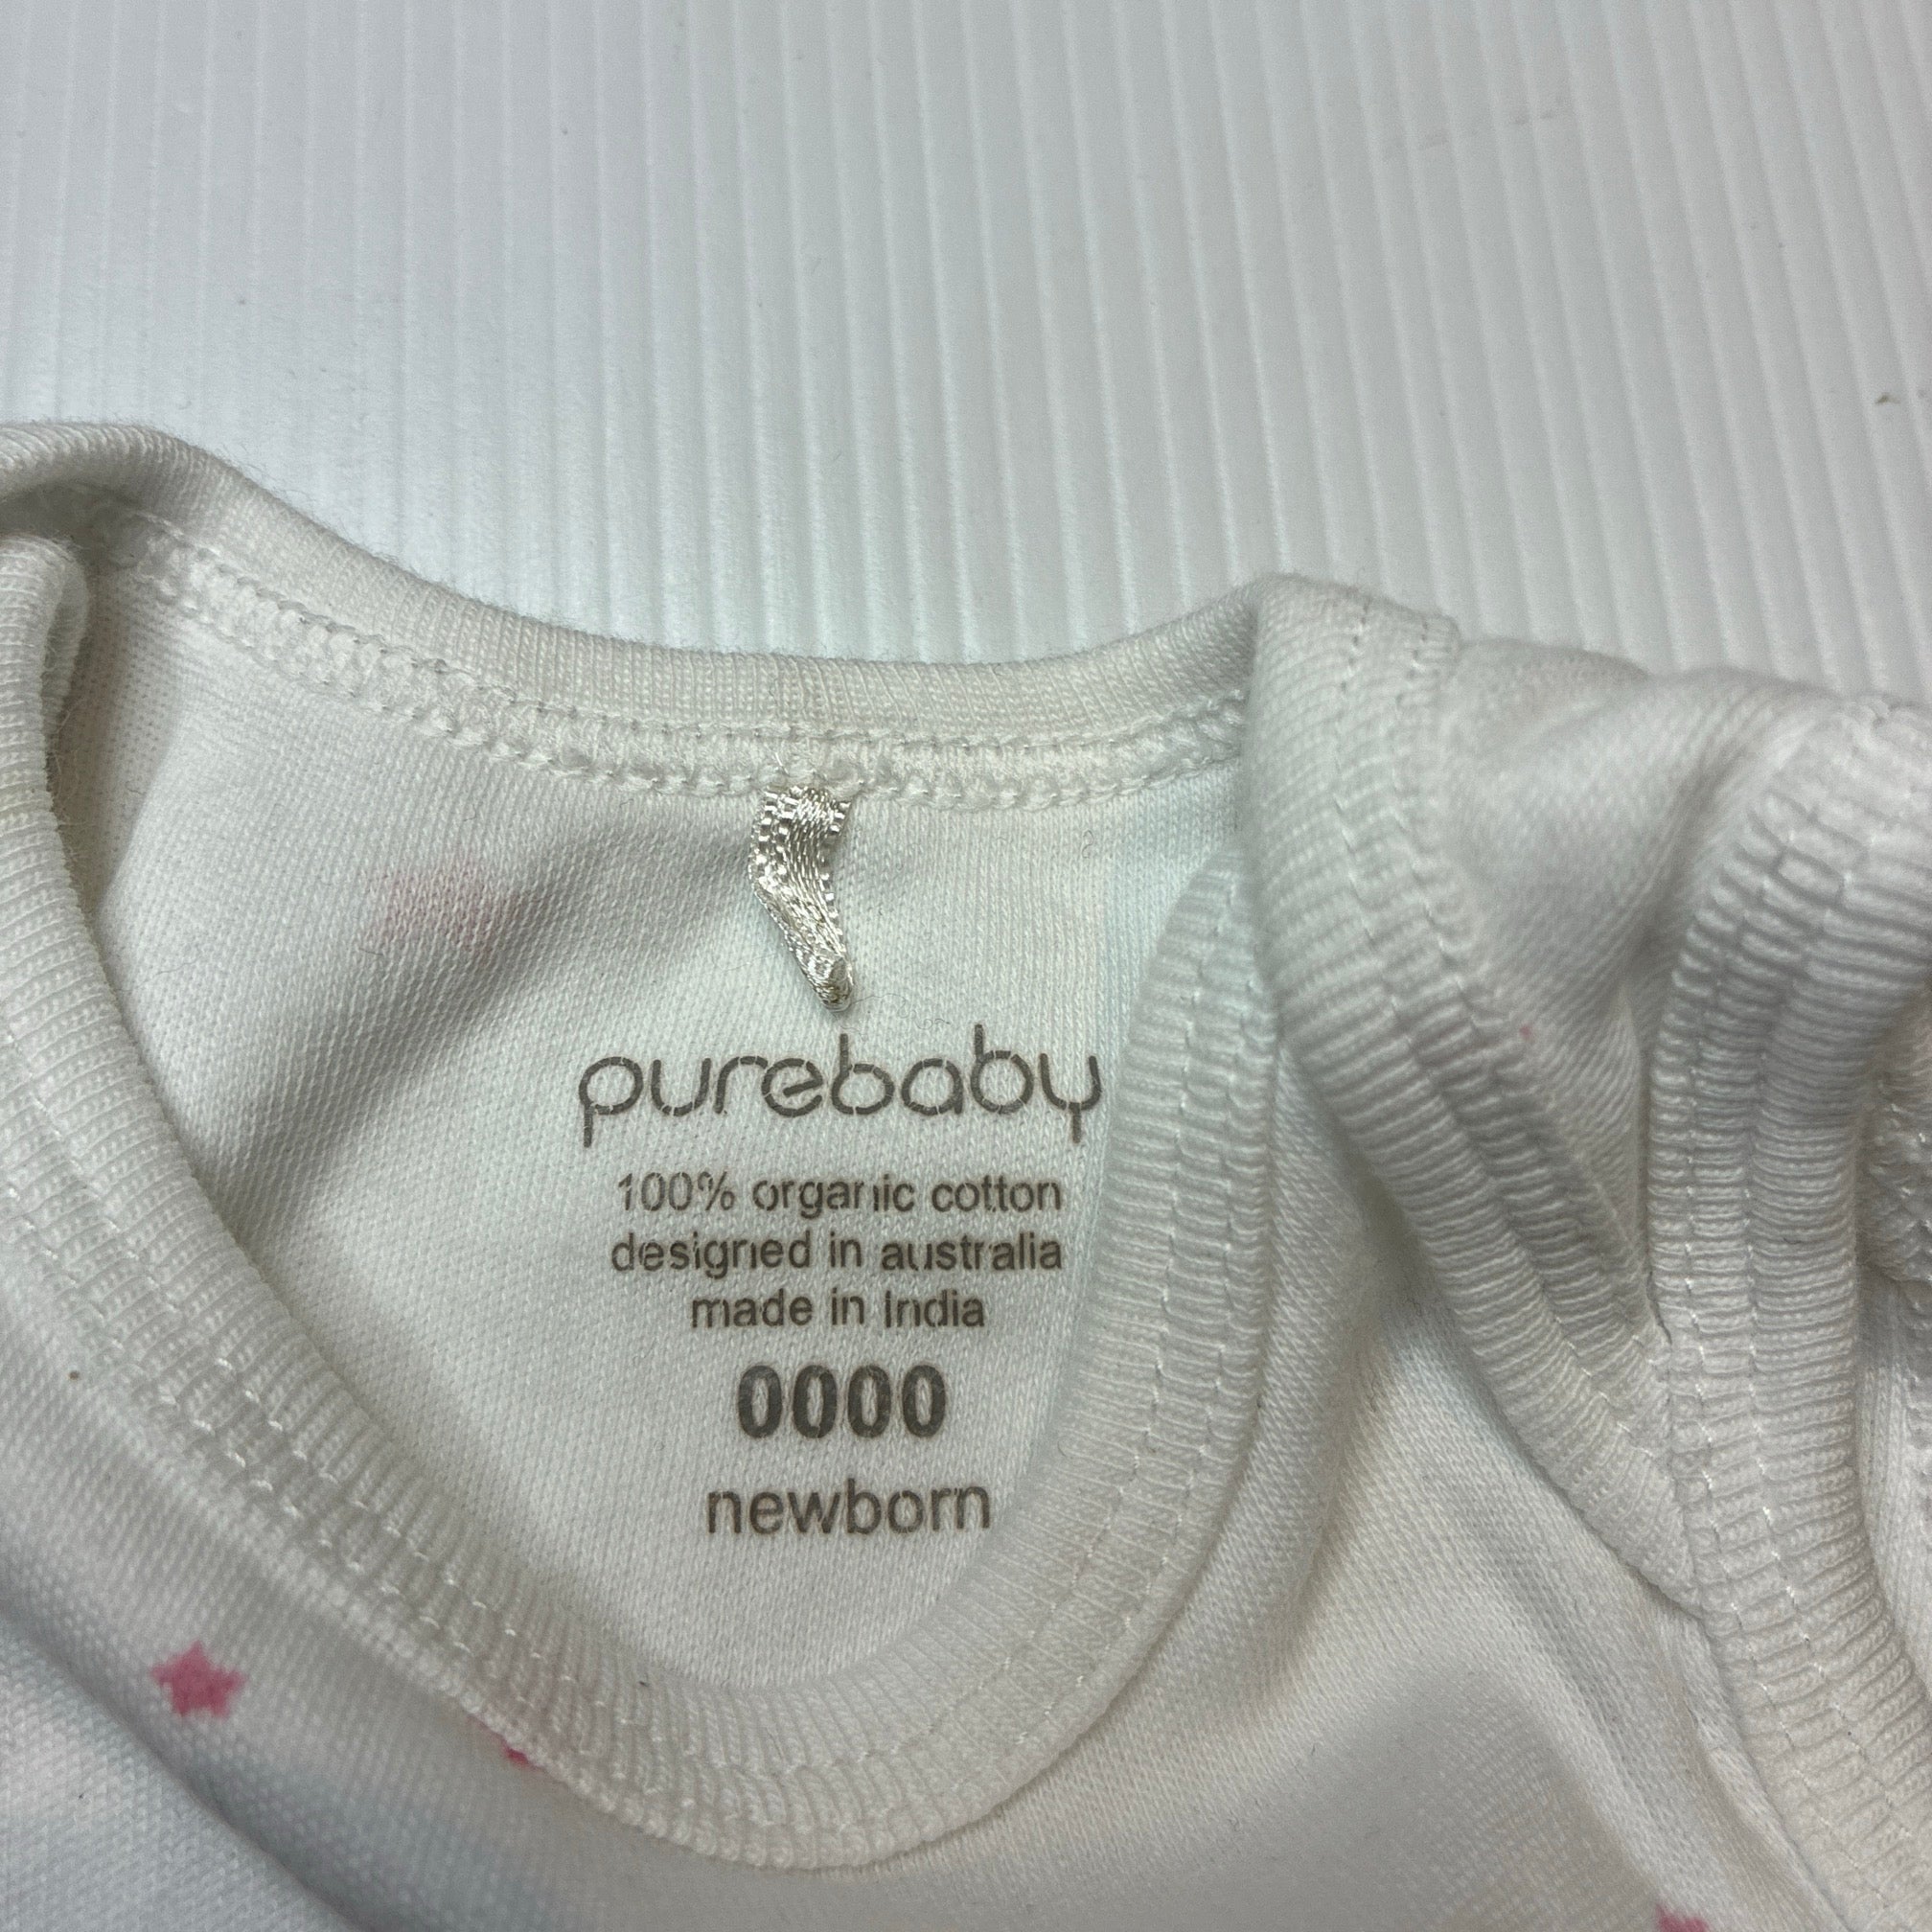 purebaby
100% organic cotton
designed in australia
made in India
0000
newborn